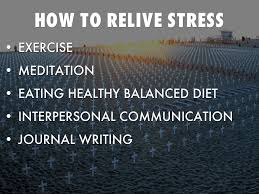 HOW TO RELIVE STRESS
• EXERCISE
• MEDITATION
• EATING HEALTHY BALANCED DIET
• INTERPERSONAL COMMUNICATION
• JOURNAL WRITING